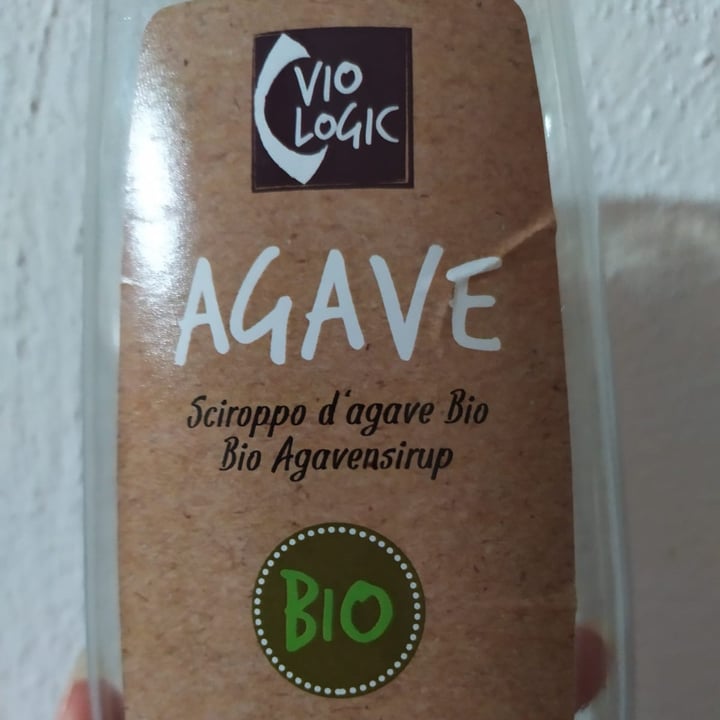 VIO
LOGIC
AGAVE
Sciroppo d'agave Bio
Bio Agavensirup
BIO